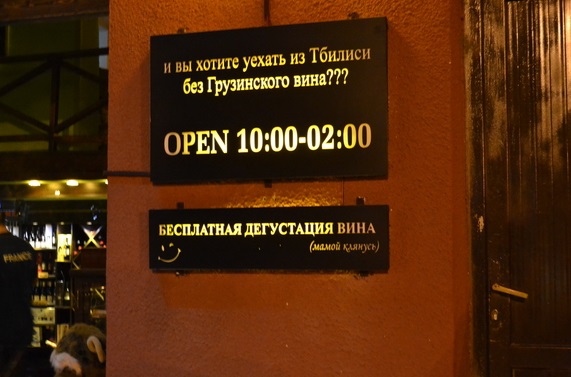 и вы хотите уехать из Тбилиси
без Грузинского вина???
OPEN 10:00-02:00
БЕСПЛАТНАЯ ДЕГУСТАЦИЯ ВИНА
(мамой клянусь)